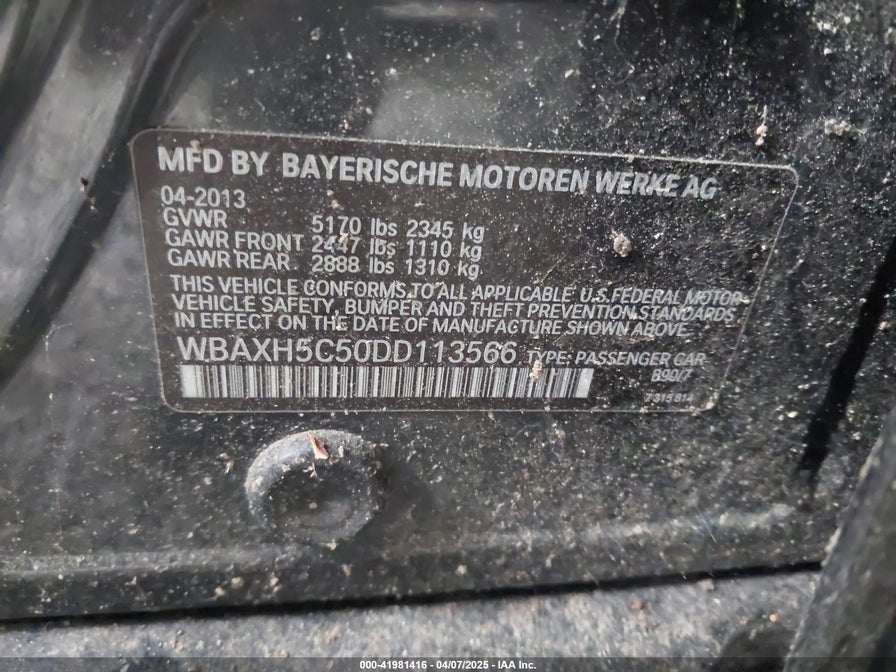 MFD BY BAYERISCHE MOTOREN WERKE AG
04-2013
GVWR 5170 lbs 2345 kg
GAWR FRONT 2447 lbs 1110 kg
GAWR REAR 2888 lbs 1310 kg
THIS VEHICLE CONFORMS TO ALL APPLICABLE U.S. FEDERAL MOTOR
VEHICLE SAFETY, BUMPER AND THEFT PREVENTION STANDARDS
IN EFFECT ON THE DATE OF MANUFACTURE SHOWN ABOVE
WBAXH5C50DD113566 TYPE: PASSENGER CAR
B90/7
7 315 814
000-41981416 - 04/07/2025 - IAA Inc.